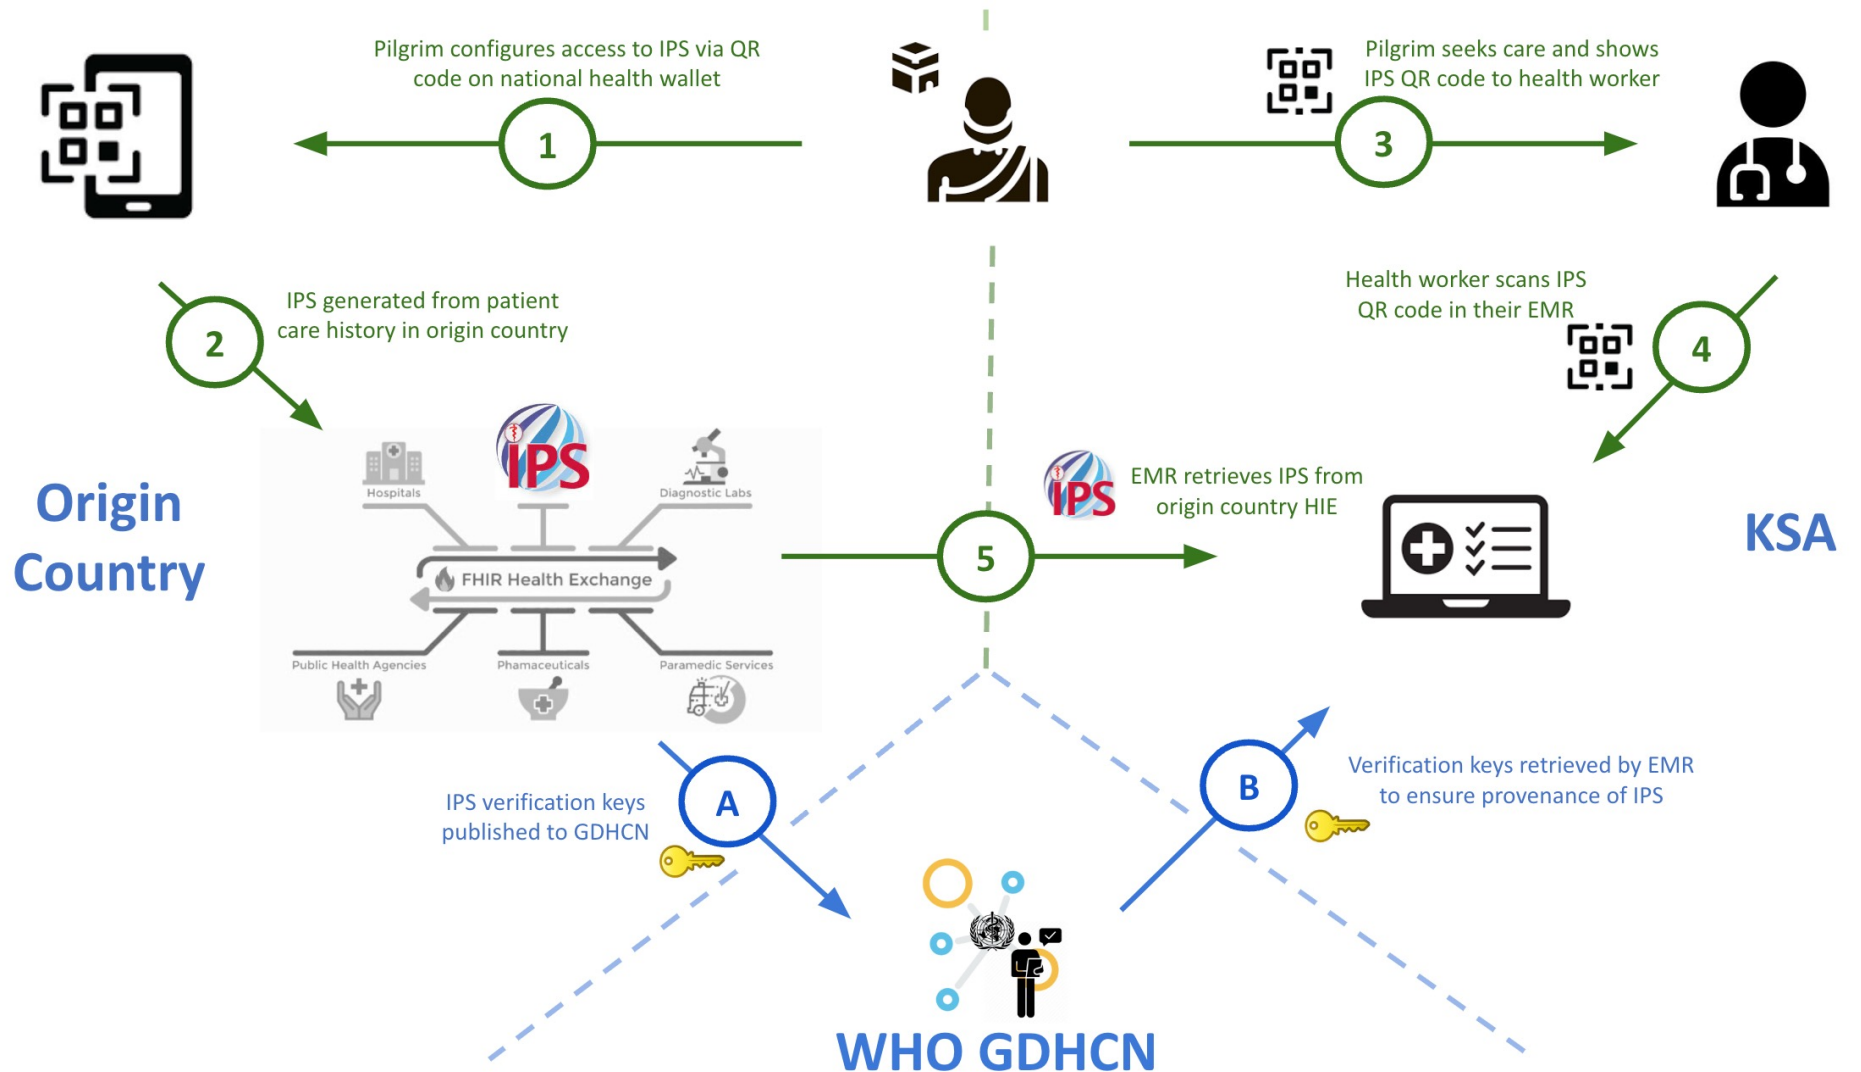 Pilgrim configures access to IPS via QR
code on national health wallet
1
Pilgrim seeks care and shows
IPS QR code to health worker
3
2
IPS generated from patient
care history in origin country
Health worker scans IPS
QR code in their EMR
4
Origin
Country
IPS
Hospitals
Diagnostic Labs
FHIR Health Exchange
Public Health Agencies
Phamaceuticals
Paramedic Services
IPS
EMR retrieves IPS from
origin country HIE
5
KSA
A
IPS verification keys
published to GDHCN
B
Verification keys retrieved by EMR
to ensure provenance of IPS
WHO GDHCN